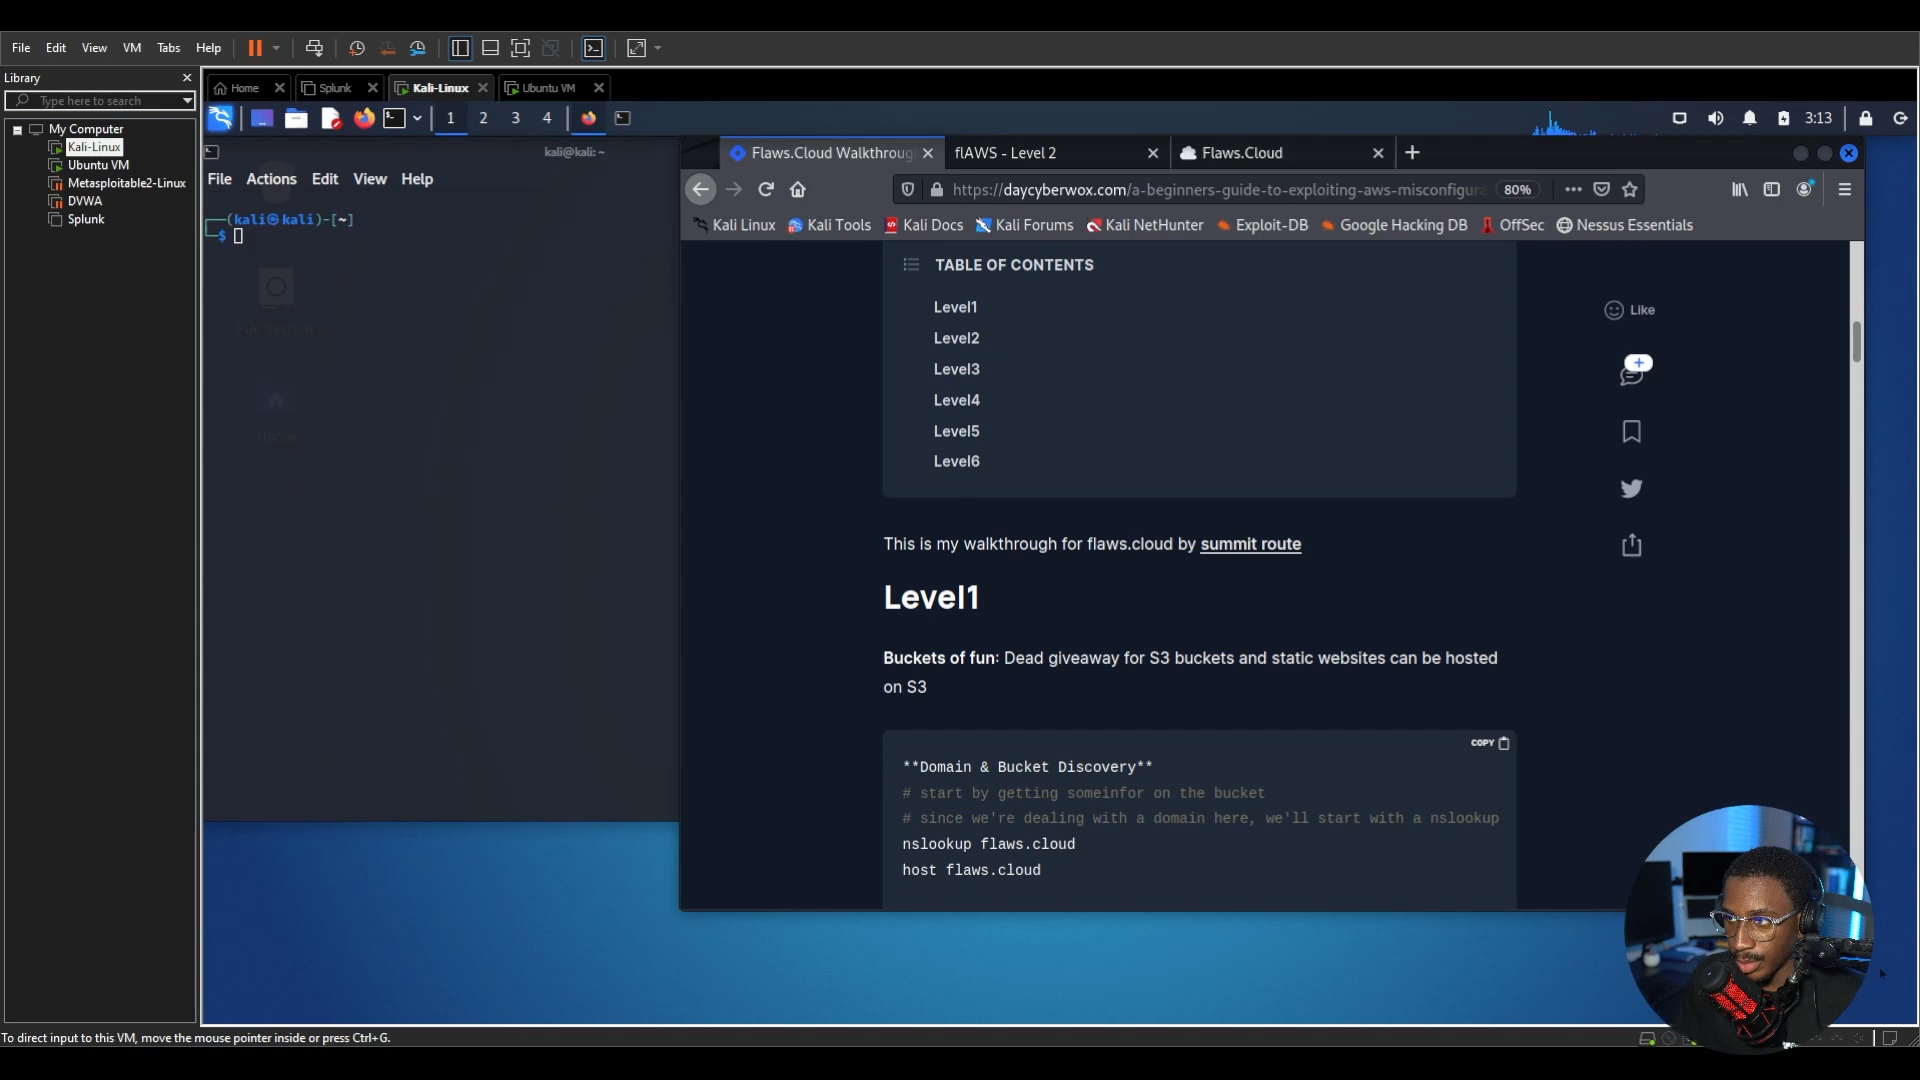 File Edit View VM Tabs Help
Library
Type here to search
My Computer
Kali-Linux
Ubuntu VM
Metasploitable2-Linux
DVWA
Splunk
Home Splunk Kali-Linux Ubuntu VM
1 2 3 4
3:13
kali@kali: ~
File Actions Edit View Help
(kali㉿kali)-[~]
$
File System
Home
Flaws.Cloud Walkthroug flAWS - Level 2 Flaws.Cloud
https://daycyberwox.com/a-beginners-guide-to-exploiting-aws-misconfigura 80%
Kali Linux Kali Tools Kali Docs Kali Forums Kali NetHunter Exploit-DB Google Hacking DB OffSec Nessus Essentials
TABLE OF CONTENTS
Level1
Level2
Level3
Level4
Level5
Level6
Like
This is my walkthrough for flaws.cloud by summit route
Level1
Buckets of fun: Dead giveaway for S3 buckets and static websites can be hosted
on S3
COPY
**Domain & Bucket Discovery**
# start by getting someinfor on the bucket
# since we're dealing with a domain here, we'll start with a nslookup
nslookup flaws.cloud
host flaws.cloud
To direct input to this VM, move the mouse pointer inside or press Ctrl+G.